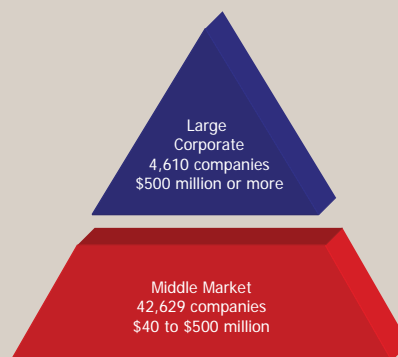 Large
Corporate
4,610 companies
$500 million or more
Middle Market
42,629 companies
$40 to $500 million